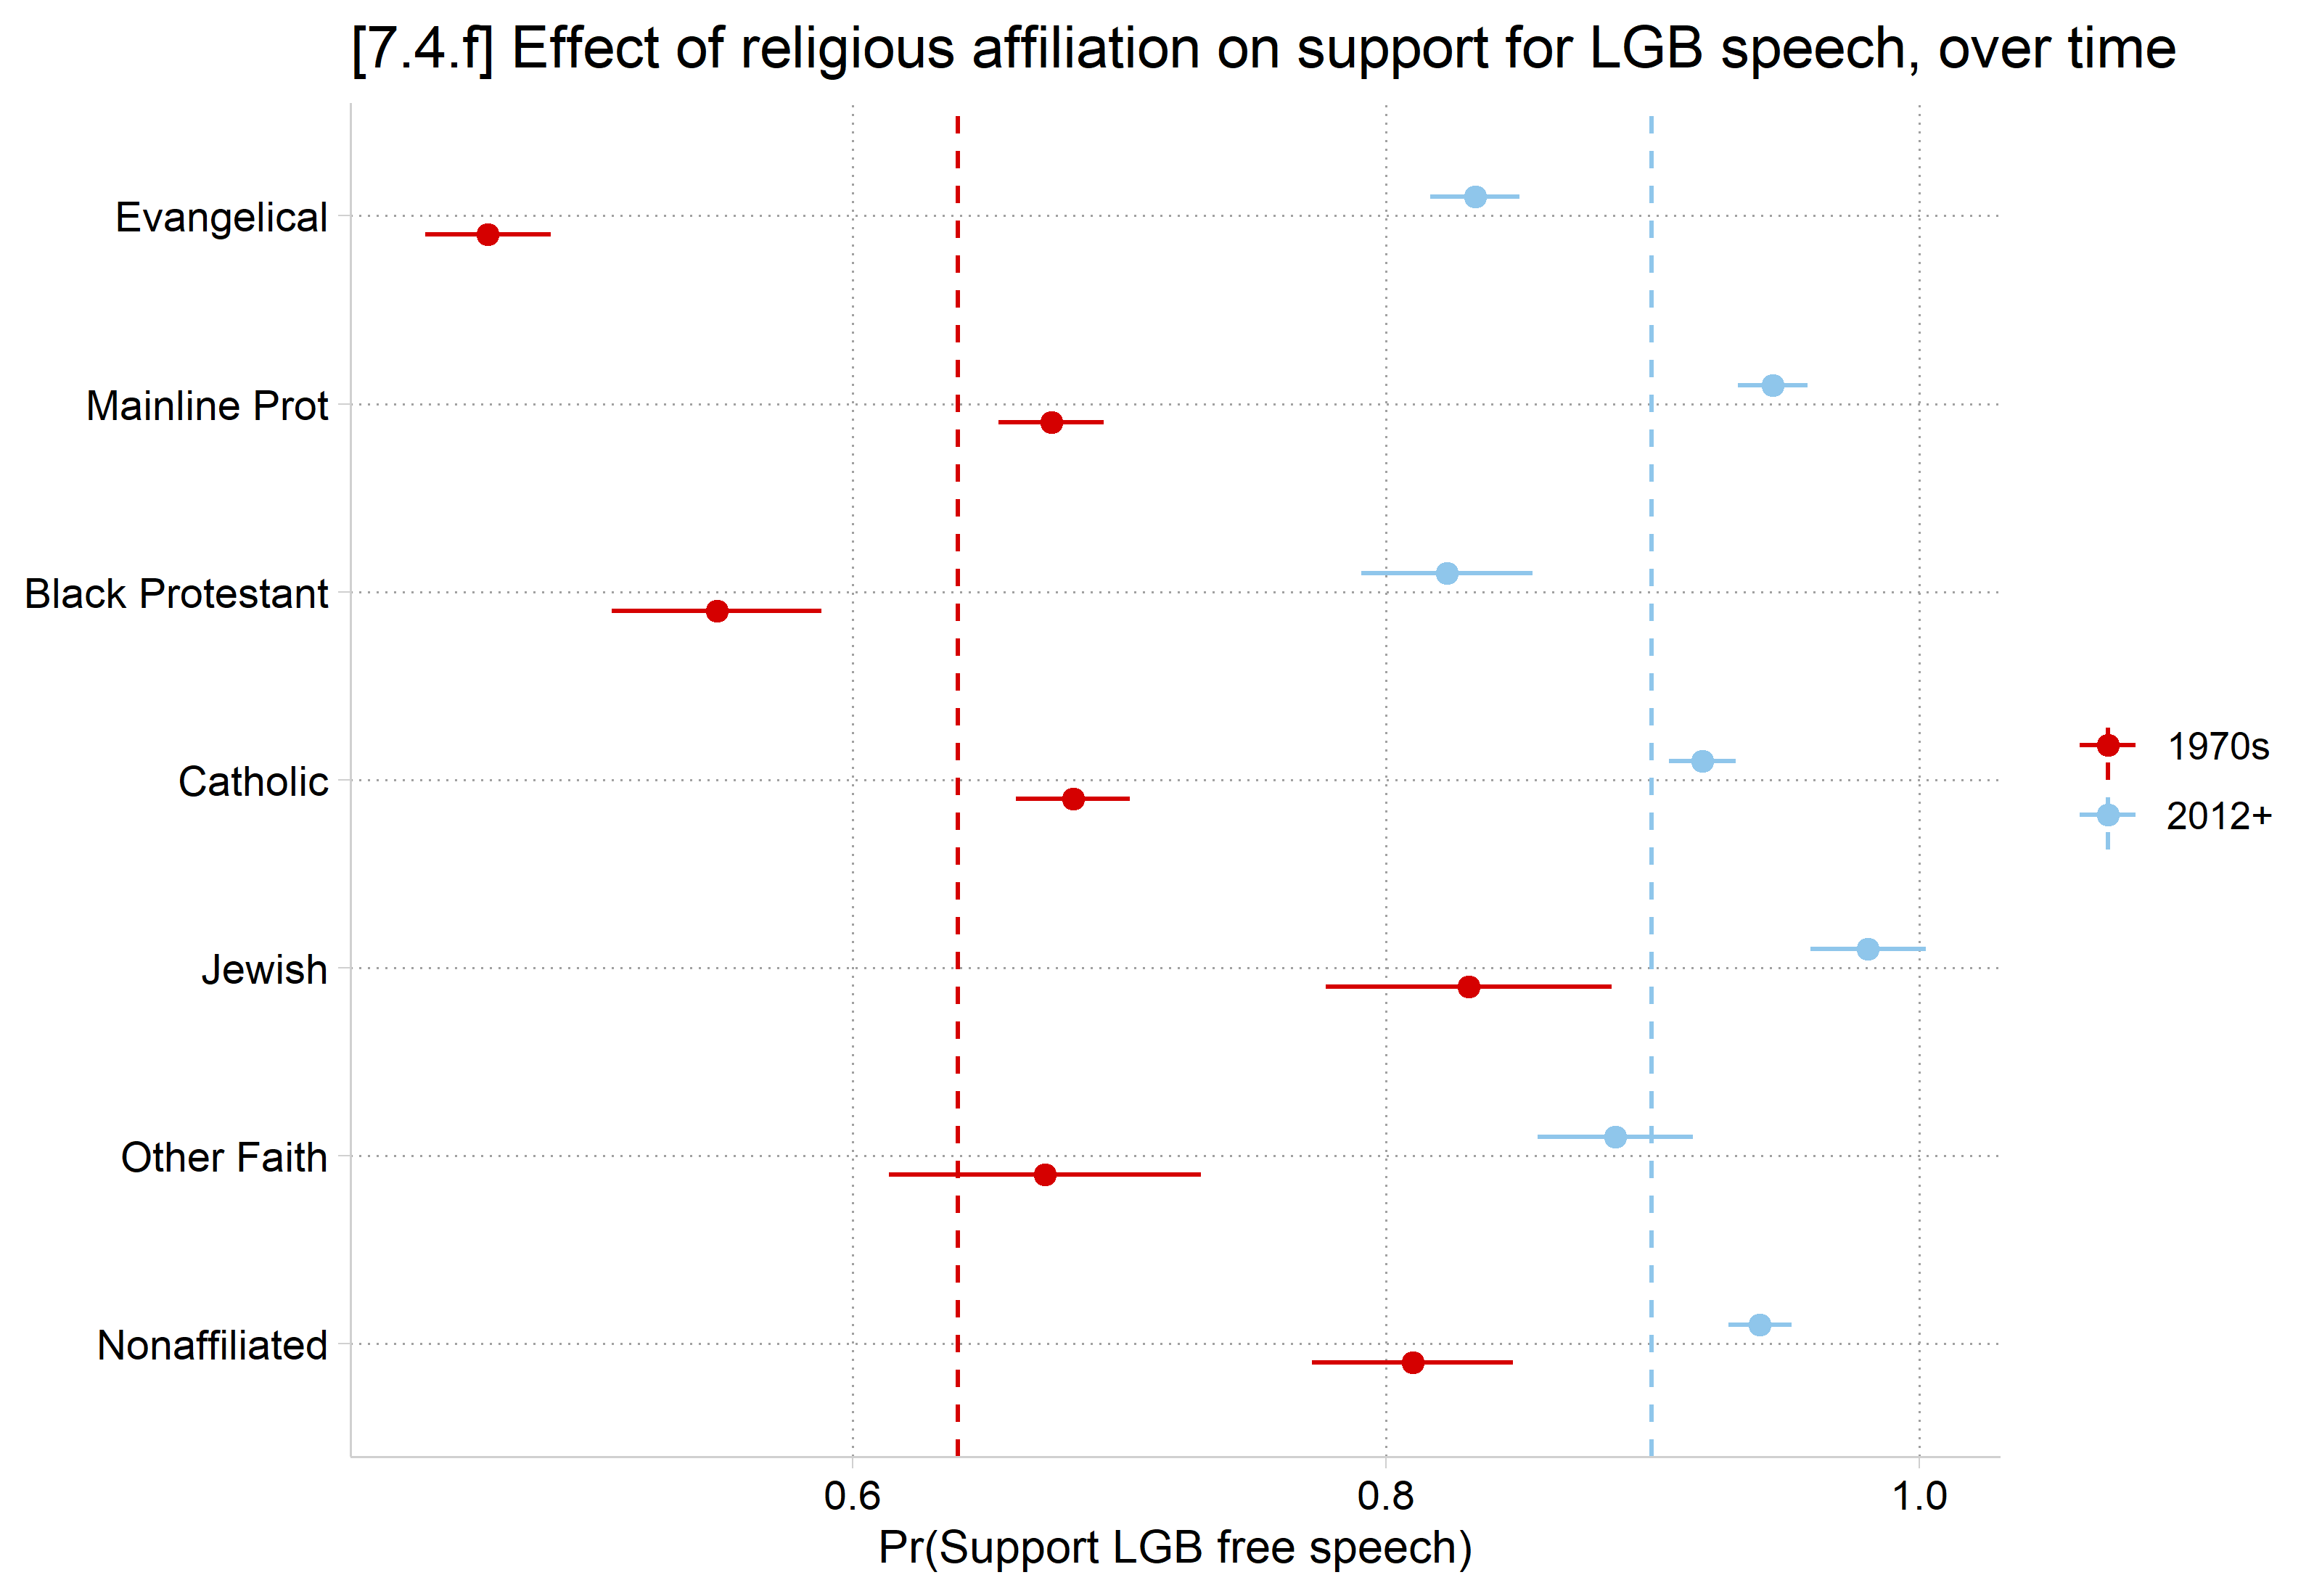 [7.4.f] Effect of religious affiliation on support for LGB speech, over time
Evangelical
Mainline Prot
Black Protestant
Catholic
Jewish
Other Faith
Nonaffiliated
1970s
2012+
0.6 0.8 1.0
Pr(Support LGB free speech)